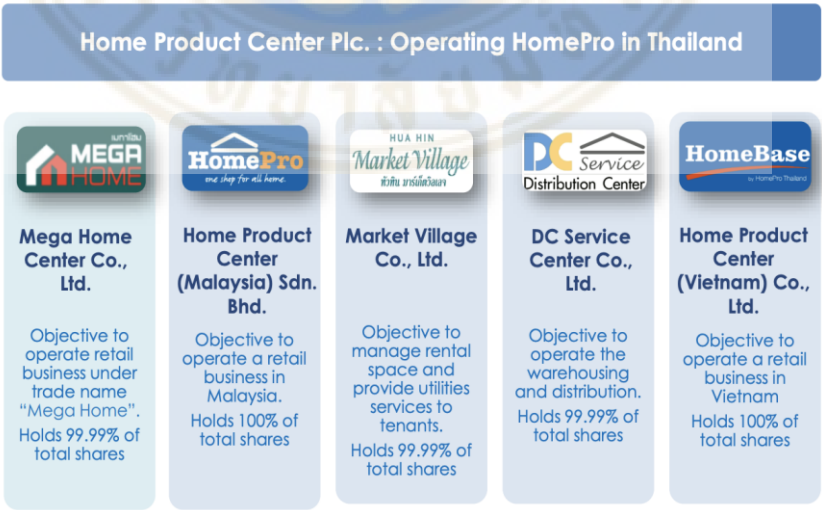 Home Product Center Plc. : Operating HomePro in Thailand
เมกาโฮม
MEGA
HOME
Mega Home
Center Co.,
Ltd.
Objective to
operate retail
business under
trade name
“Mega Home”.
Holds 99.99% of
total shares
HomePro
one shop for all home.
Home Product
Center
(Malaysia) Sdn.
Bhd.
Objective to
operate a retail
business in
Malaysia.
Holds 100% of
total shares
HUA HIN
Market Village
หัวหิน มาร์เก็ตวิลเลจ
Market Village
Co., Ltd.
Objective to
manage rental
space and
provide utilities
services to
tenants.
Holds 99.99% of
total shares
DC Service
Distribution Center
DC Service
Center Co.,
Ltd.
Objective to
operate the
warehousing
and distribution.
Holds 99.99% of
total shares
HomeBase
by HomePro Thailand
Home Product
Center
(Vietnam) Co.,
Ltd.
Objective to
operate a retail
business in
Vietnam
Holds 100% of
total shares